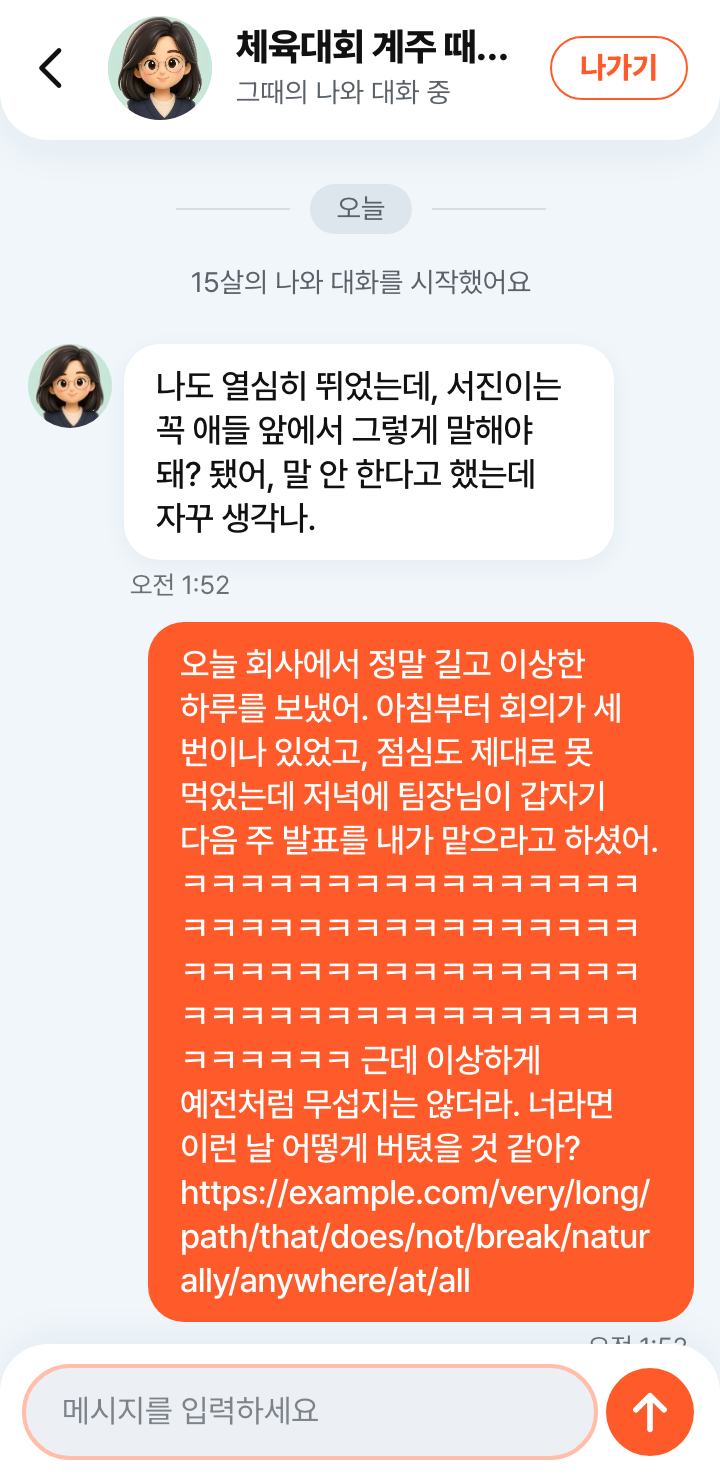 체육대회 계주 때...
그때의 나와 대화 중
나가기
오늘
15살의 나와 대화를 시작했어요
나도 열심히 뛰었는데, 서진이는
꼭 애들 앞에서 그렇게 말해야
돼? 됐어, 말 안 한다고 했는데
자꾸 생각나.
오전 1:52
오늘 회사에서 정말 길고 이상한
하루를 보냈어. 아침부터 회의가 세
번이나 있었고, 점심도 제대로 못
먹었는데 저녁에 팀장님이 갑자기
다음 주 발표를 내가 맡으라고 하셨어.
ㅋㅋㅋㅋㅋㅋㅋㅋㅋㅋㅋㅋㅋㅋㅋㅋ
ㅋㅋㅋㅋㅋㅋㅋㅋㅋㅋㅋㅋㅋㅋㅋㅋ
ㅋㅋㅋㅋㅋㅋㅋㅋㅋㅋㅋㅋㅋㅋㅋㅋ
ㅋㅋㅋㅋㅋㅋㅋㅋㅋㅋㅋㅋㅋㅋㅋㅋ
ㅋㅋㅋㅋㅋㅋ 근데 이상하게
예전처럼 무섭지는 않더라. 너라면
이런 날 어떻게 버텼을 것 같아?
https://example.com/very/long/
path/that/does/not/break/natur
ally/anywhere/at/all
오전 1:52
메시지를 입력하세요